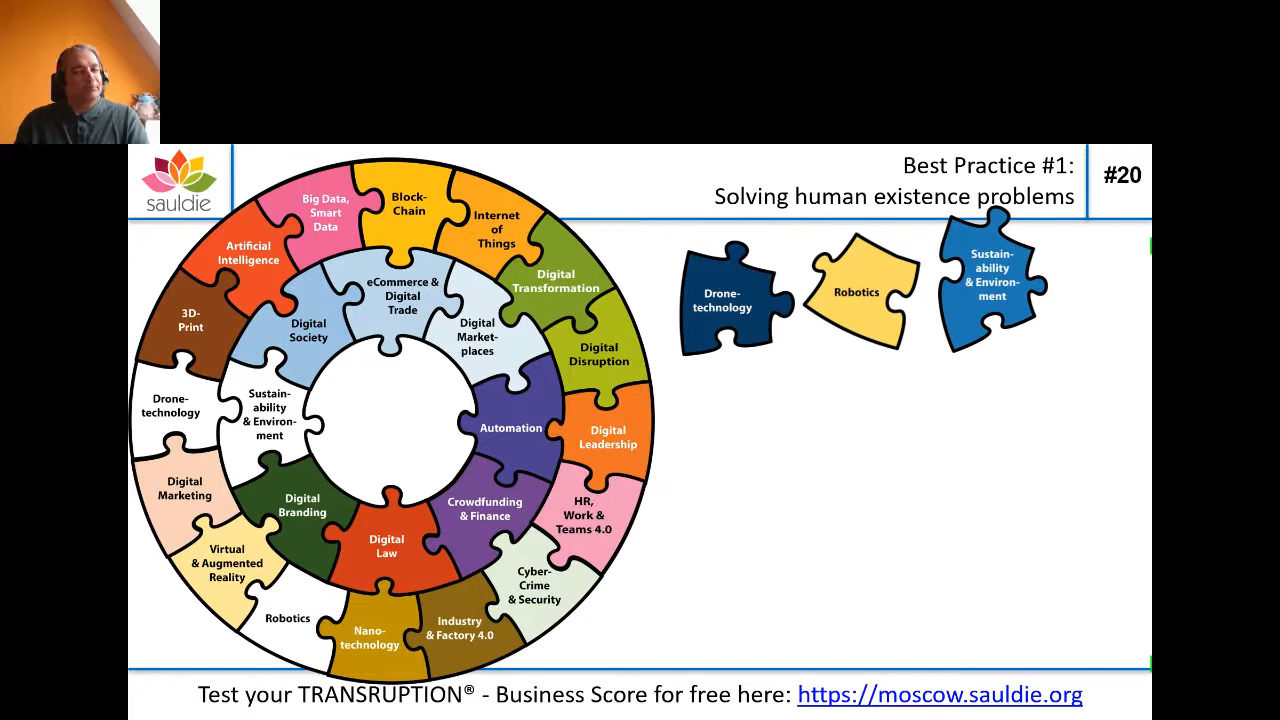 sauldie
Best Practice #1:
Solving human existence problems
#20
Big Data,
Smart
Data
Block-
Chain
Internet
of
Things
Artificial
Intelligence
Digital
Transformation
3D-
Print
Digital
Society
eCommerce &
Digital
Trade
Digital
Market-
places
Digital
Disruption
Drone-
technology
Sustain-
ability
& Environ-
ment
Automation
Digital
Leadership
Digital
Marketing
Digital
Branding
Digital
Law
Crowdfunding
& Finance
HR,
Work &
Teams 4.0
Virtual
& Augmented
Reality
Robotics
Nano-
technology
Industry
& Factory 4.0
Cyber-
Crime
& Security
Drone-
technology
Robotics
Sustain-
ability
& Environ-
ment
Test your TRANSRUPTION® - Business Score for free here: https://moscow.sauldie.org